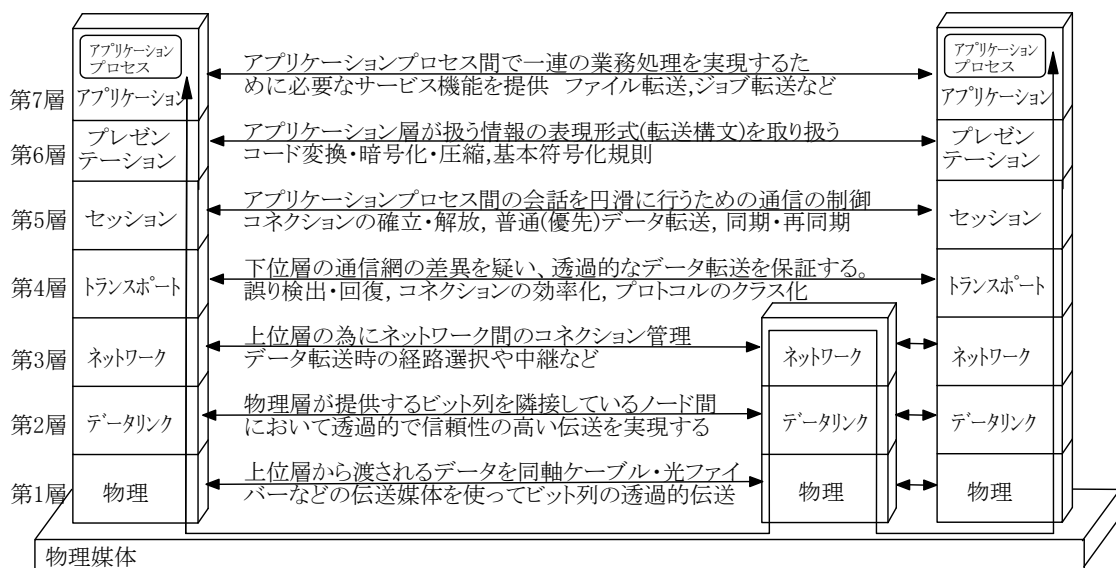 アプリケーション
プロセス
アプリケーションプロセス間で一連の業務処理を実現するた
めに必要なサービス機能を提供 ファイル転送,ジョブ転送など
アプリケーション
プロセス
第7層
アプリケーション
アプリケーション
第6層
プレゼン
テーション
アプリケーション層が扱う情報の表現形式(転送構文)を取り扱う
コード変換・暗号化・圧縮,基本符号化規則
プレゼン
テーション
第5層
セッション
アプリケーションプロセス間の会話を円滑に行うための通信の制御
コネクションの確立・解放, 普通(優先)データ転送, 同期・再同期
セッション
第4層
トランスポート
下位層の通信網の差異を疑い、透過的なデータ転送を保証する。
誤り検出・回復, コネクションの効率化, プロトコルのクラス化
トランスポート
第3層
ネットワーク
上位層の為にネットワーク間のコネクション管理
データ転送時の経路選択や中継など
ネットワーク
ネットワーク
第2層
データリンク
物理層が提供するビット列を隣接しているノード間
において透過的で信頼性の高い伝送を実現する
データリンク
データリンク
第1層
物理
上位層から渡されるデータを同軸ケーブル・光ファイ
バーなどの伝送媒体を使ってビット列の透過的伝送
物理
物理
物理媒体